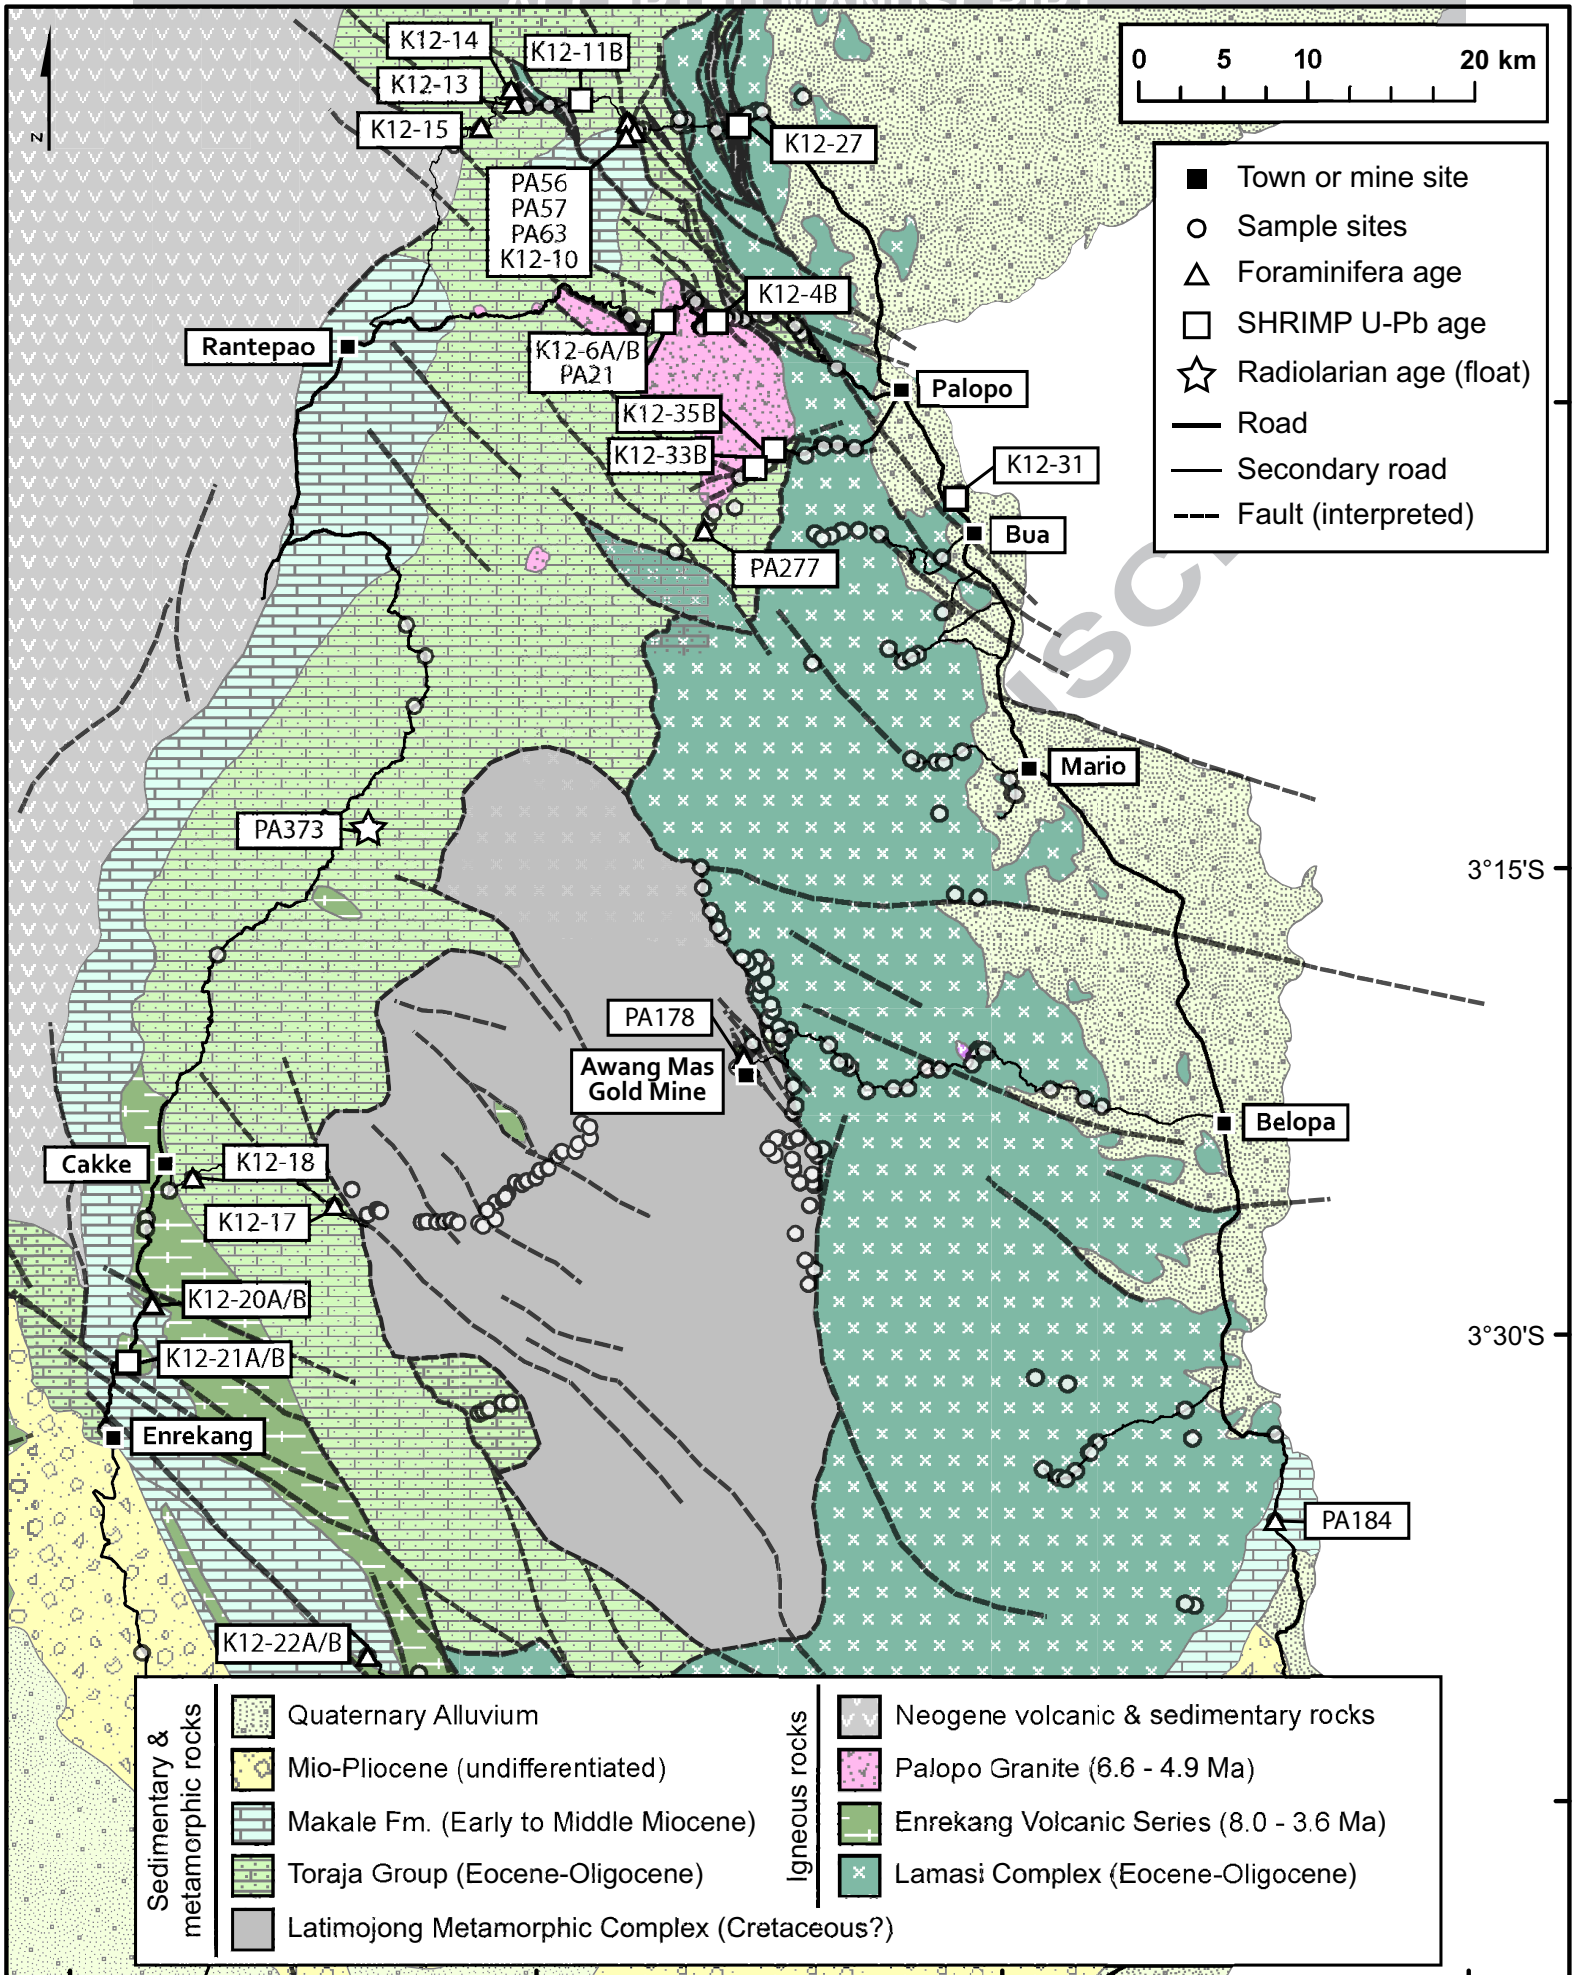 K12-14
K12-11B
K12-13
K12-15
K12-27
0 5 10 20 km
z
Town or mine site
Sample sites
Foraminifera age
SHRIMP U-Pb age
Radiolarian age (float)
Road
Secondary road
Fault (interpreted)
PA56
PA57
PA63
K12-10
K12-4B
Rantepao
K12-6A/B
PA21
Palopo
K12-35B
K12-33B
K12-31
Bua
PA277
Mario
PA373
3°15'S
PA178
Awang Mas
Gold Mine
Belopa
Cakke
K12-18
K12-17
K12-20A/B
3°30'S
K12-21A/B
Enrekang
PA184
K12-22A/B
Sedimentary &
metamorphic rocks
Quaternary Alluvium
Mio-Pliocene (undifferentiated)
Makale Fm. (Early to Middle Miocene)
Toraja Group (Eocene-Oligocene)
Latimojong Metamorphic Complex (Cretaceous?)
Igneous rocks
Neogene volcanic & sedimentary rocks
Palopo Granite (6.6 - 4.9 Ma)
Enrekang Volcanic Series (8.0 - 3.6 Ma)
Lamasi Complex (Eocene-Oligocene)